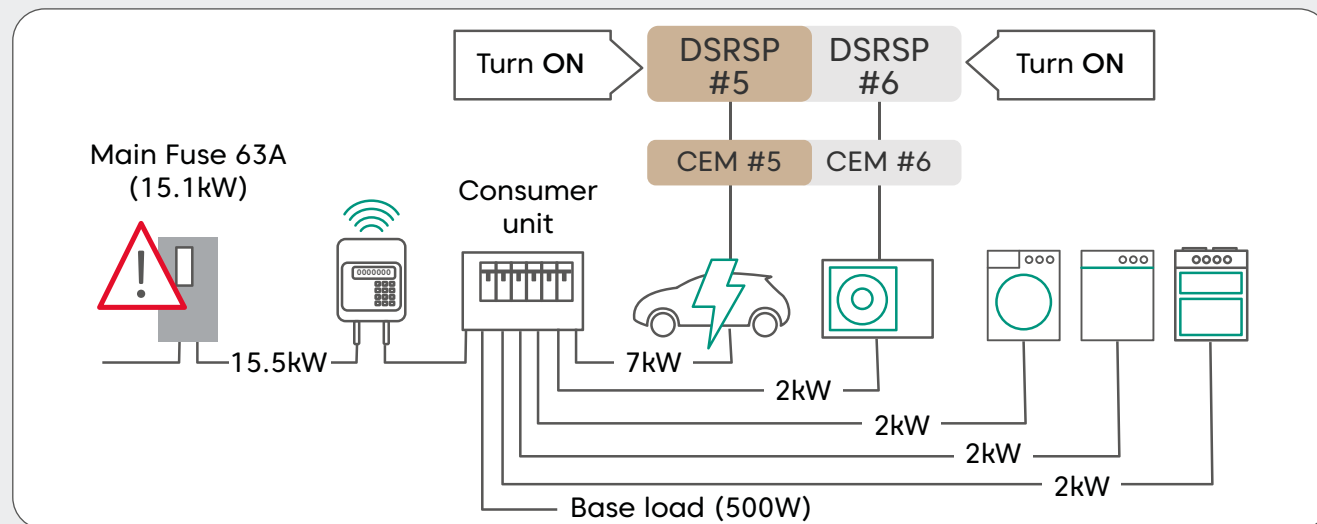 Turn ON
DSRSP
#5
DSRSP
#6
Turn ON
CEM #5
CEM #6
Main Fuse 63A
(15.1kW)
!
0000000
Consumer
unit
15.5kW
7kW
2kW
2kW
2kW
2kW
Base load (500W)